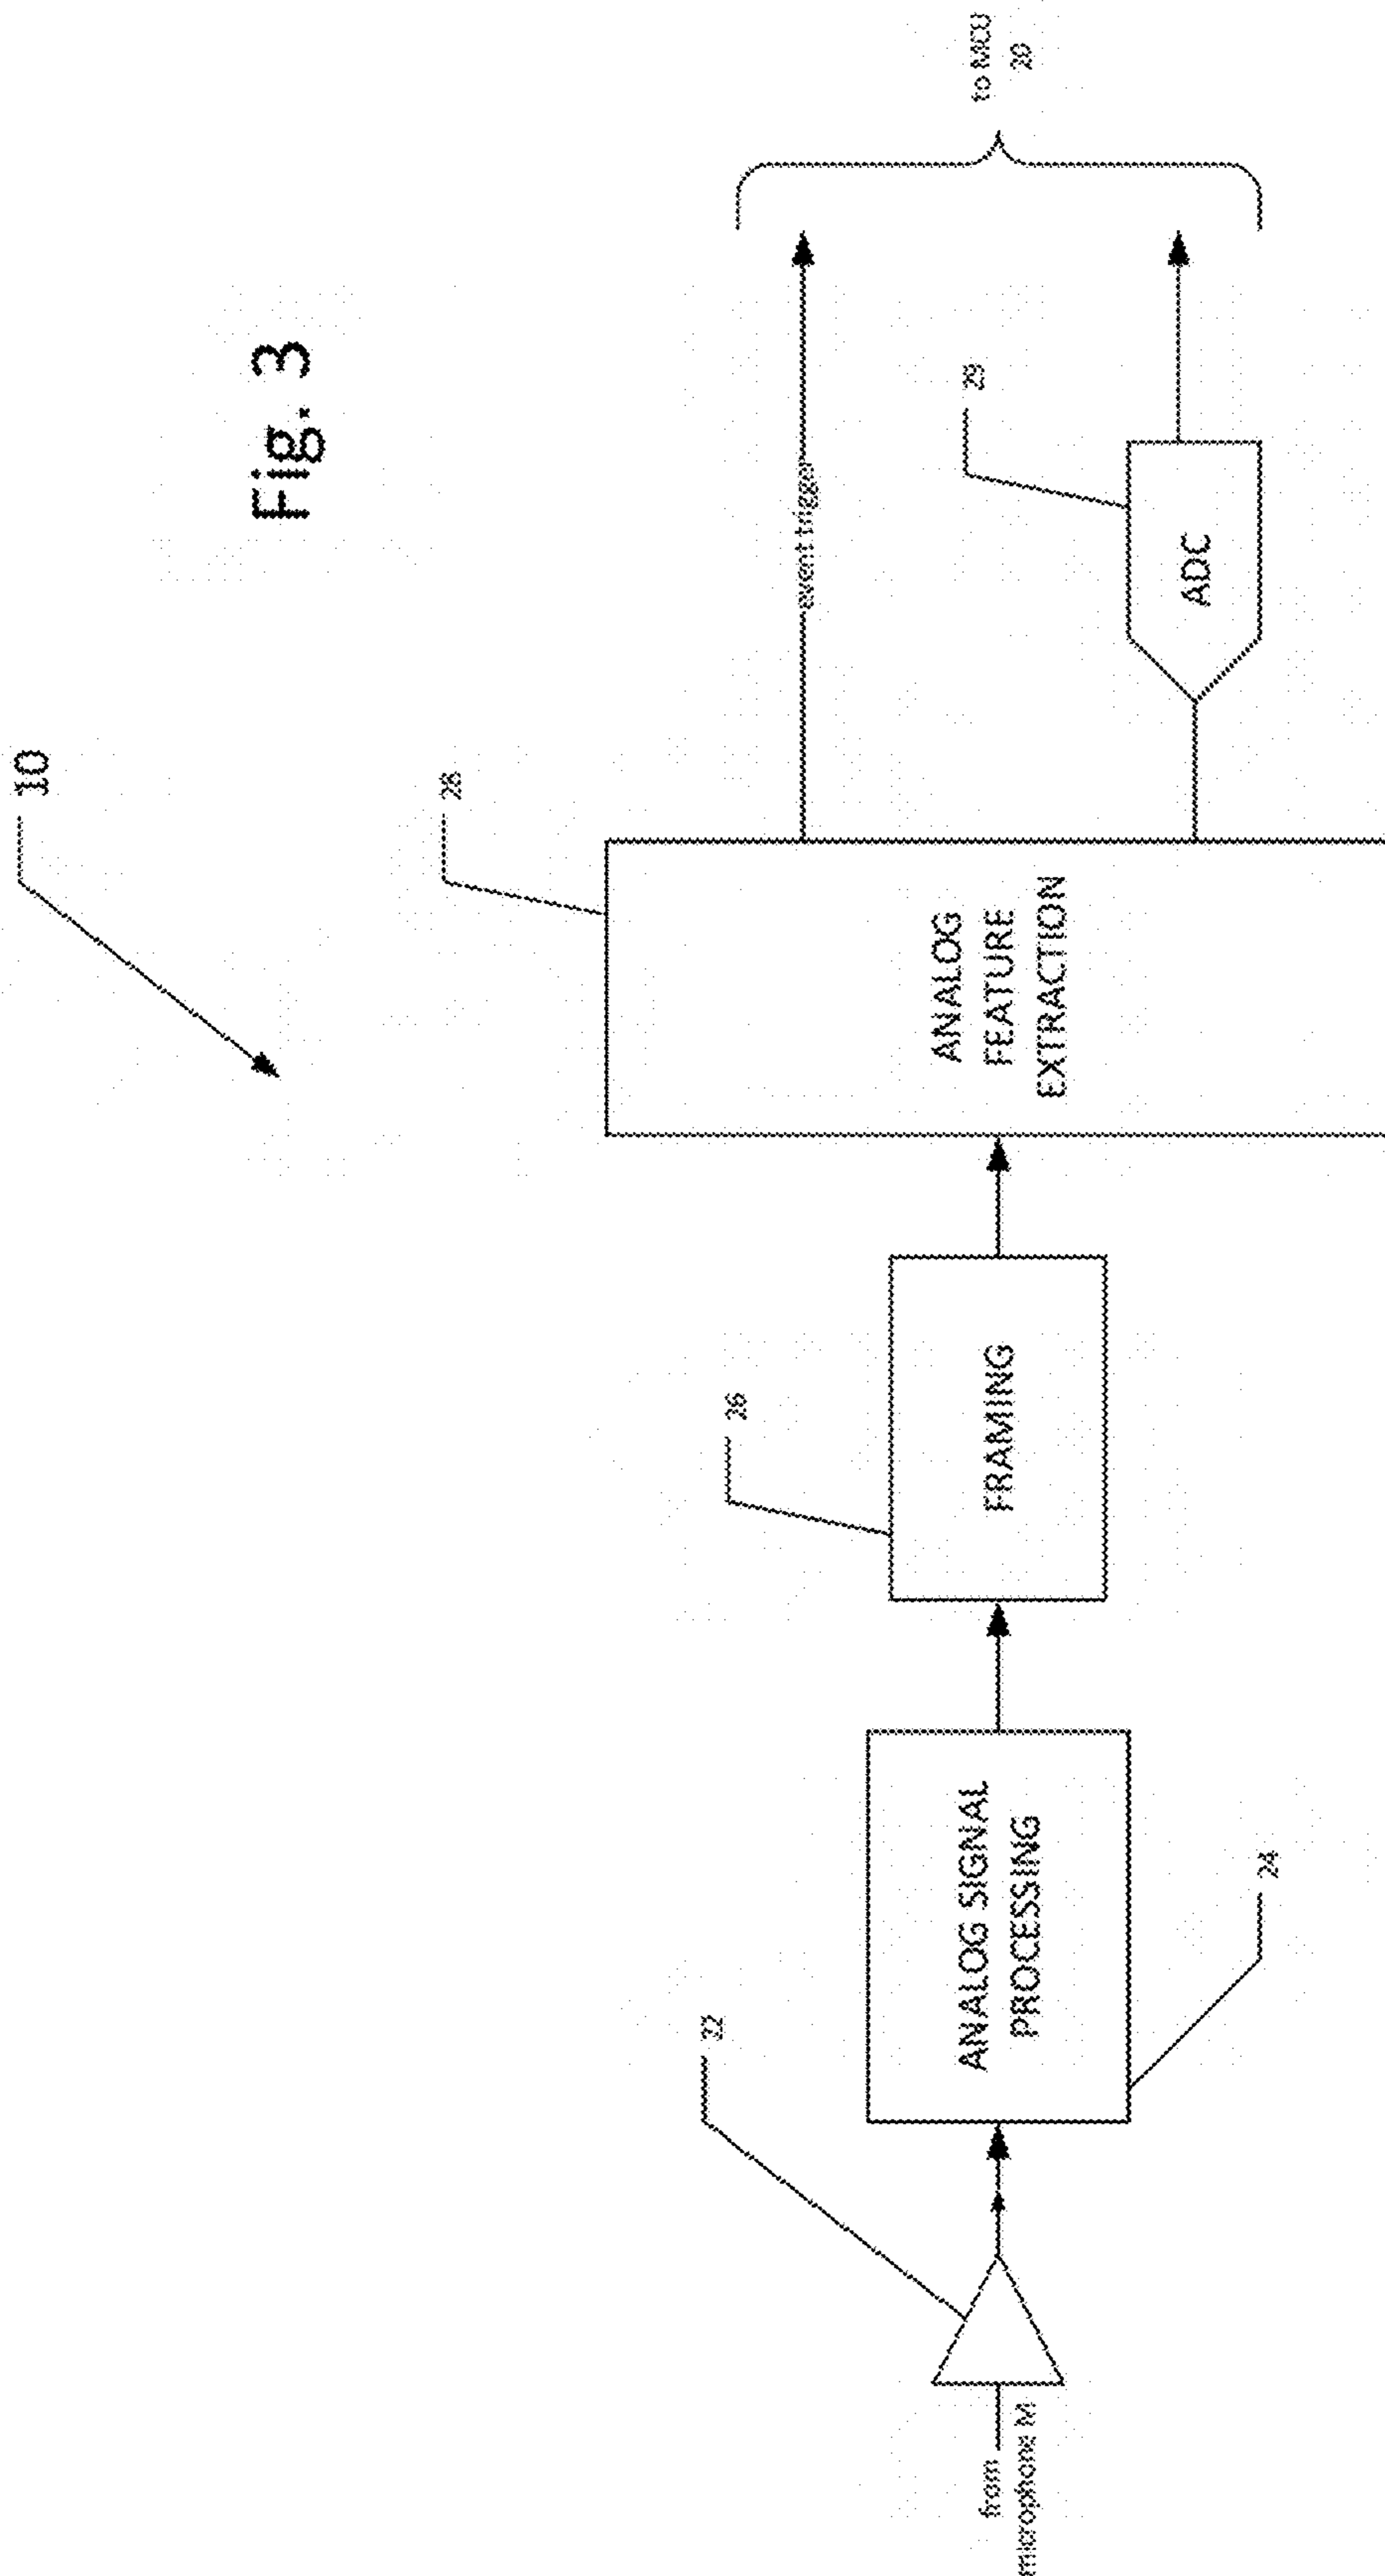 Fig. 3
10
from
microphone M
22
ANALOG SIGNAL
PROCESSING
24
FRAMING
26
ANALOG
FEATURE
EXTRACTION
28
event trigger
ADC
29
to MCU
20